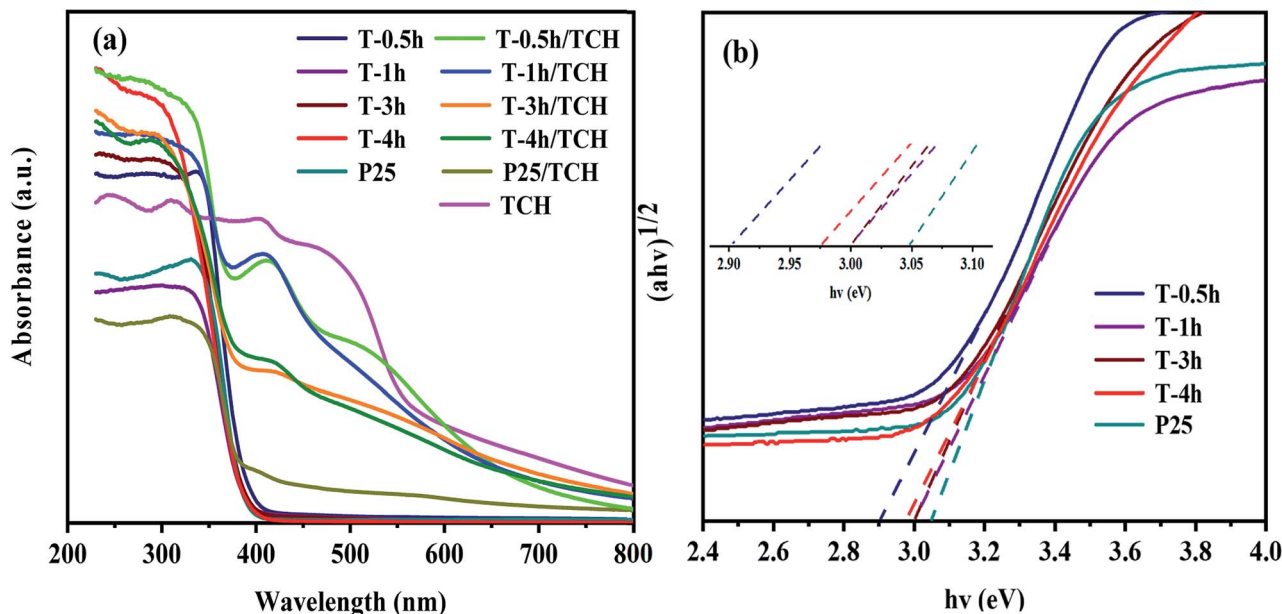 (a)
T-0.5h T-0.5h/TCH
T-1h T-1h/TCH
T-3h T-3h/TCH
T-4h T-4h/TCH
P25 P25/TCH
TCH
Absorbance (a.u.)
200 300 400 500 600 700 800
Wavelength (nm)
(b)
(ahv)1/2
2.90 2.95 3.00 3.05 3.10
hv (eV)
T-0.5h
T-1h
T-3h
T-4h
P25
2.4 2.6 2.8 3.0 3.2 3.4 3.6 3.8 4.0
hv (eV)